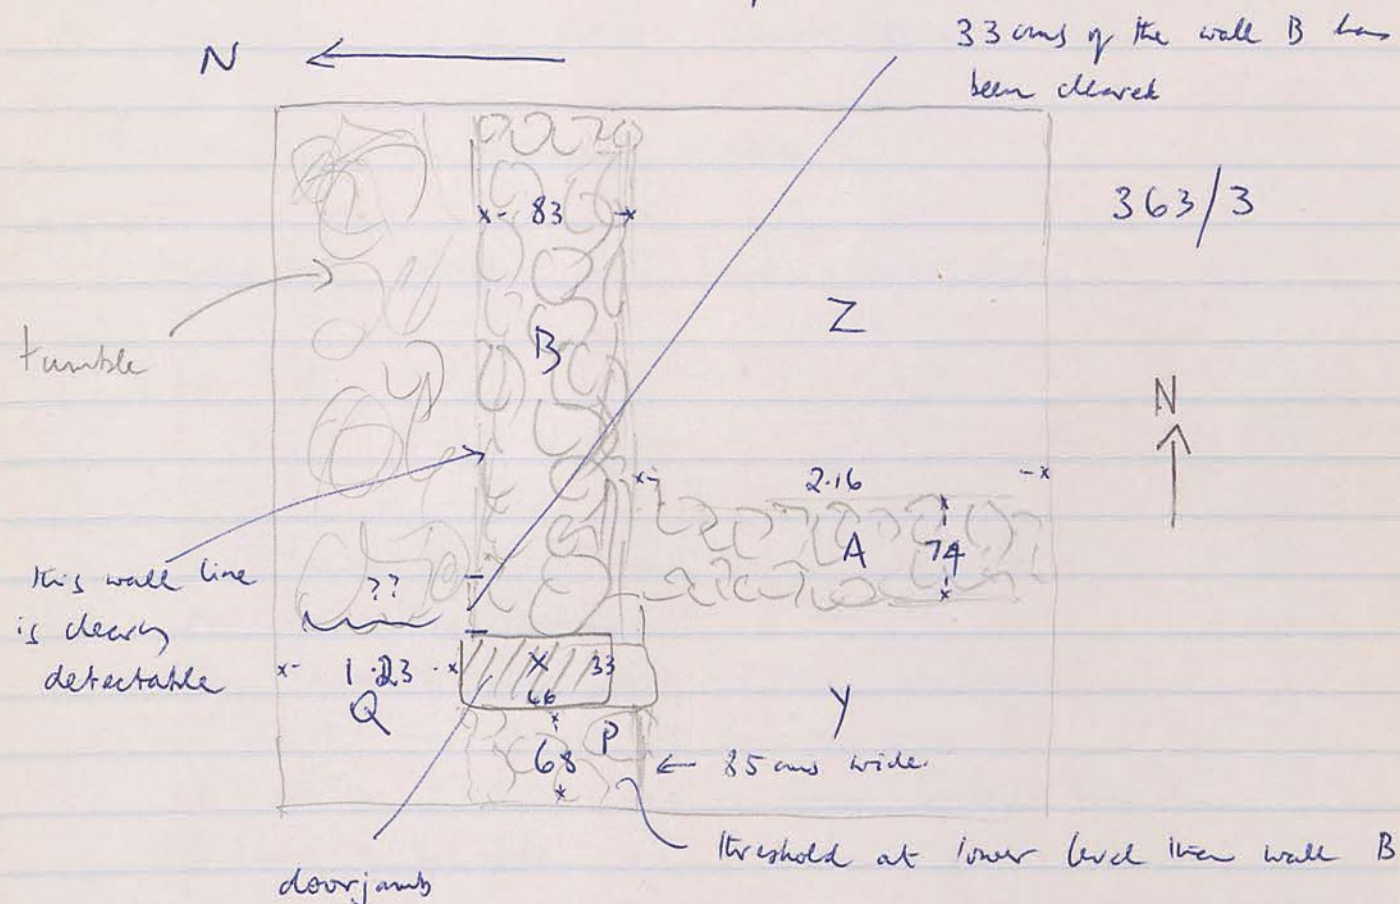 N
33 cms of the wall B has
been cleared
363/3
83
Z
B
tumble
N
2.16
A 74
this wall line
is clearly
detectable
??
1.23
Q
X 33
66
Y
68 P
← 85 cms wide.
threshold at lower level than wall B
doorjamb